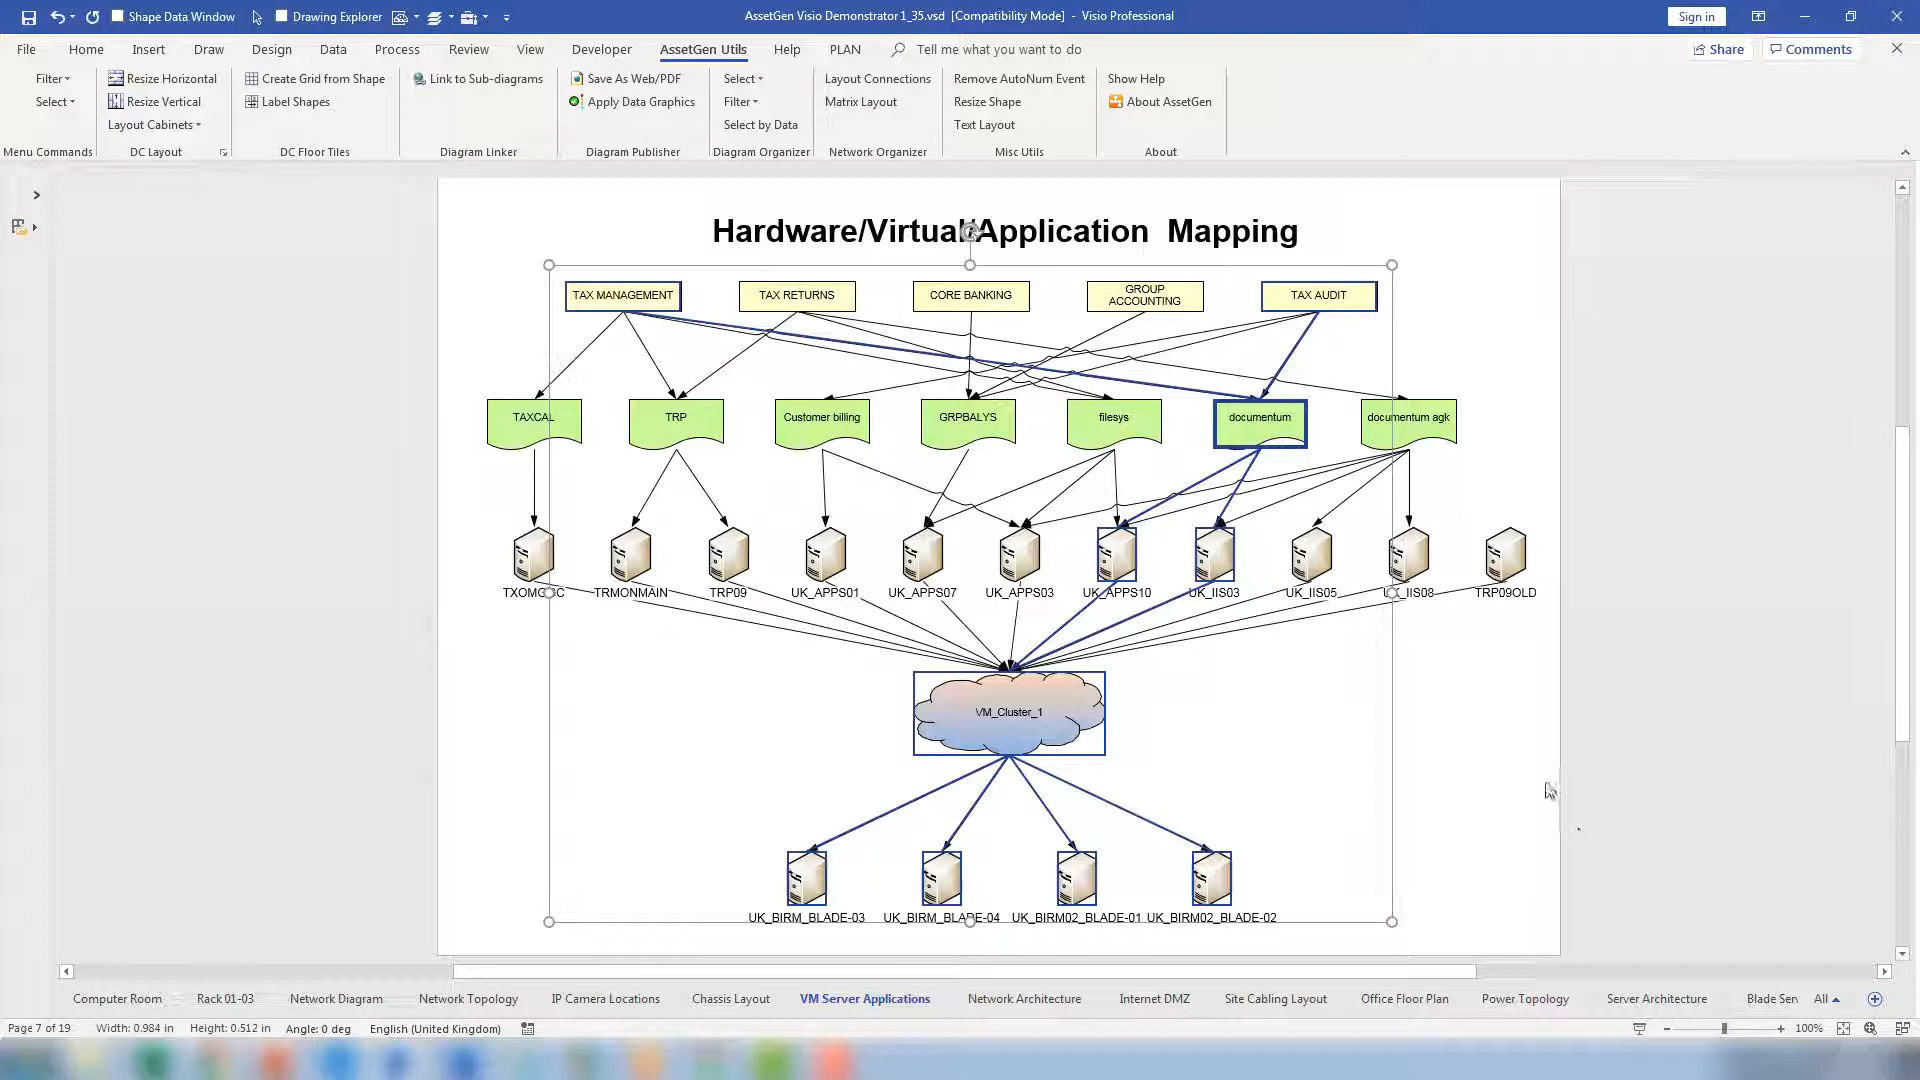 Shape Data Window Drawing Explorer AssetGen Visio Demonstrator 1_35.vsd [Compatibility Mode] - Visio Professional Sign in
File Home Insert Draw Design Data Process Review View Developer AssetGen Utils Help PLAN Tell me what you want to do Share Comments
Filter Resize Horizontal Create Grid from Shape Link to Sub-diagrams Save As Web/PDF Select Layout Connections Remove AutoNum Event Show Help
Select Resize Vertical Label Shapes Apply Data Graphics Filter Matrix Layout Resize Shape About AssetGen
Layout Cabinets Select by Data Text Layout
Menu Commands DC Layout DC Floor Tiles Diagram Linker Diagram Publisher Diagram Organizer Network Organizer Misc Utils About
Hardware/Virtual/Application Mapping
TAX MANAGEMENT TAX RETURNS CORE BANKING GROUP ACCOUNTING TAX AUDIT
TAXCAL TRP Customer billing GRPBALYS filesys documentum documentum agk
TRMONMAIN TRP09 UK_APPS01 UK_APPS07 UK_APPS03 UK_APPS10 UK_IIS03 UK_IIS05 UK_IIS08 TRP09OLD
VM_Cluster_1
UK_BIRM_BLADE-03 UK_BIRM_BLADE-04 UK_BIRM02_BLADE-01 UK_BIRM02_BLADE-02
Computer Room Rack 01-03 Network Diagram Network Topology IP Camera Locations Chassis Layout VM Server Applications Network Architecture Internet DMZ Site Cabling Layout Office Floor Plan Power Topology Server Architecture Blade Sen All
Page 7 of 19 Width: 0.984 in Height: 0.512 in Angle: 0 deg English (United Kingdom) 100%